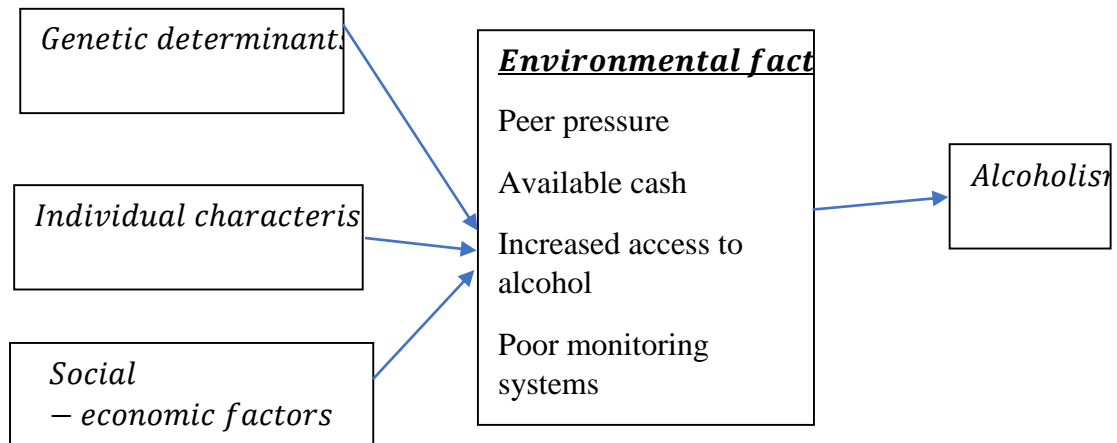 Genetic determinants
Individual characteris
Social
– economic factors
Environmental fact
Peer pressure
Available cash
Increased access to
alcohol
Poor monitoring
systems
Alcoholism